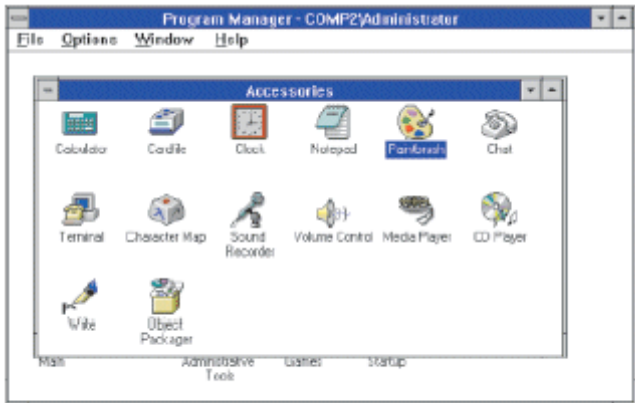 Program Manager - COMP2\Administrator
File Options Window Help
Accessories
Calculator Cardfile Clock Notepad Paintbrush Chat
Terminal Character Map Sound Recorder Volume Control Media Player CD Player
Write Object Packager
Main Administrative Tools Games Startup